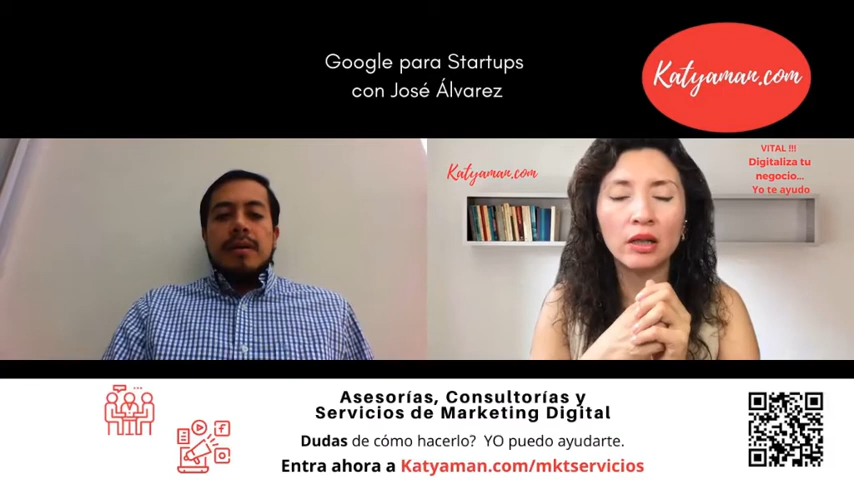 Google para Startups
con José Álvarez
Katyaman.com
Katyaman.com
VITAL !!!
Digitaliza tu
negocio...
Yo te ayudo
Asesorías, Consultorías y
Servicios de Marketing Digital
Dudas de cómo hacerlo? YO puedo ayudarte.
Entra ahora a Katyaman.com/mktservicios